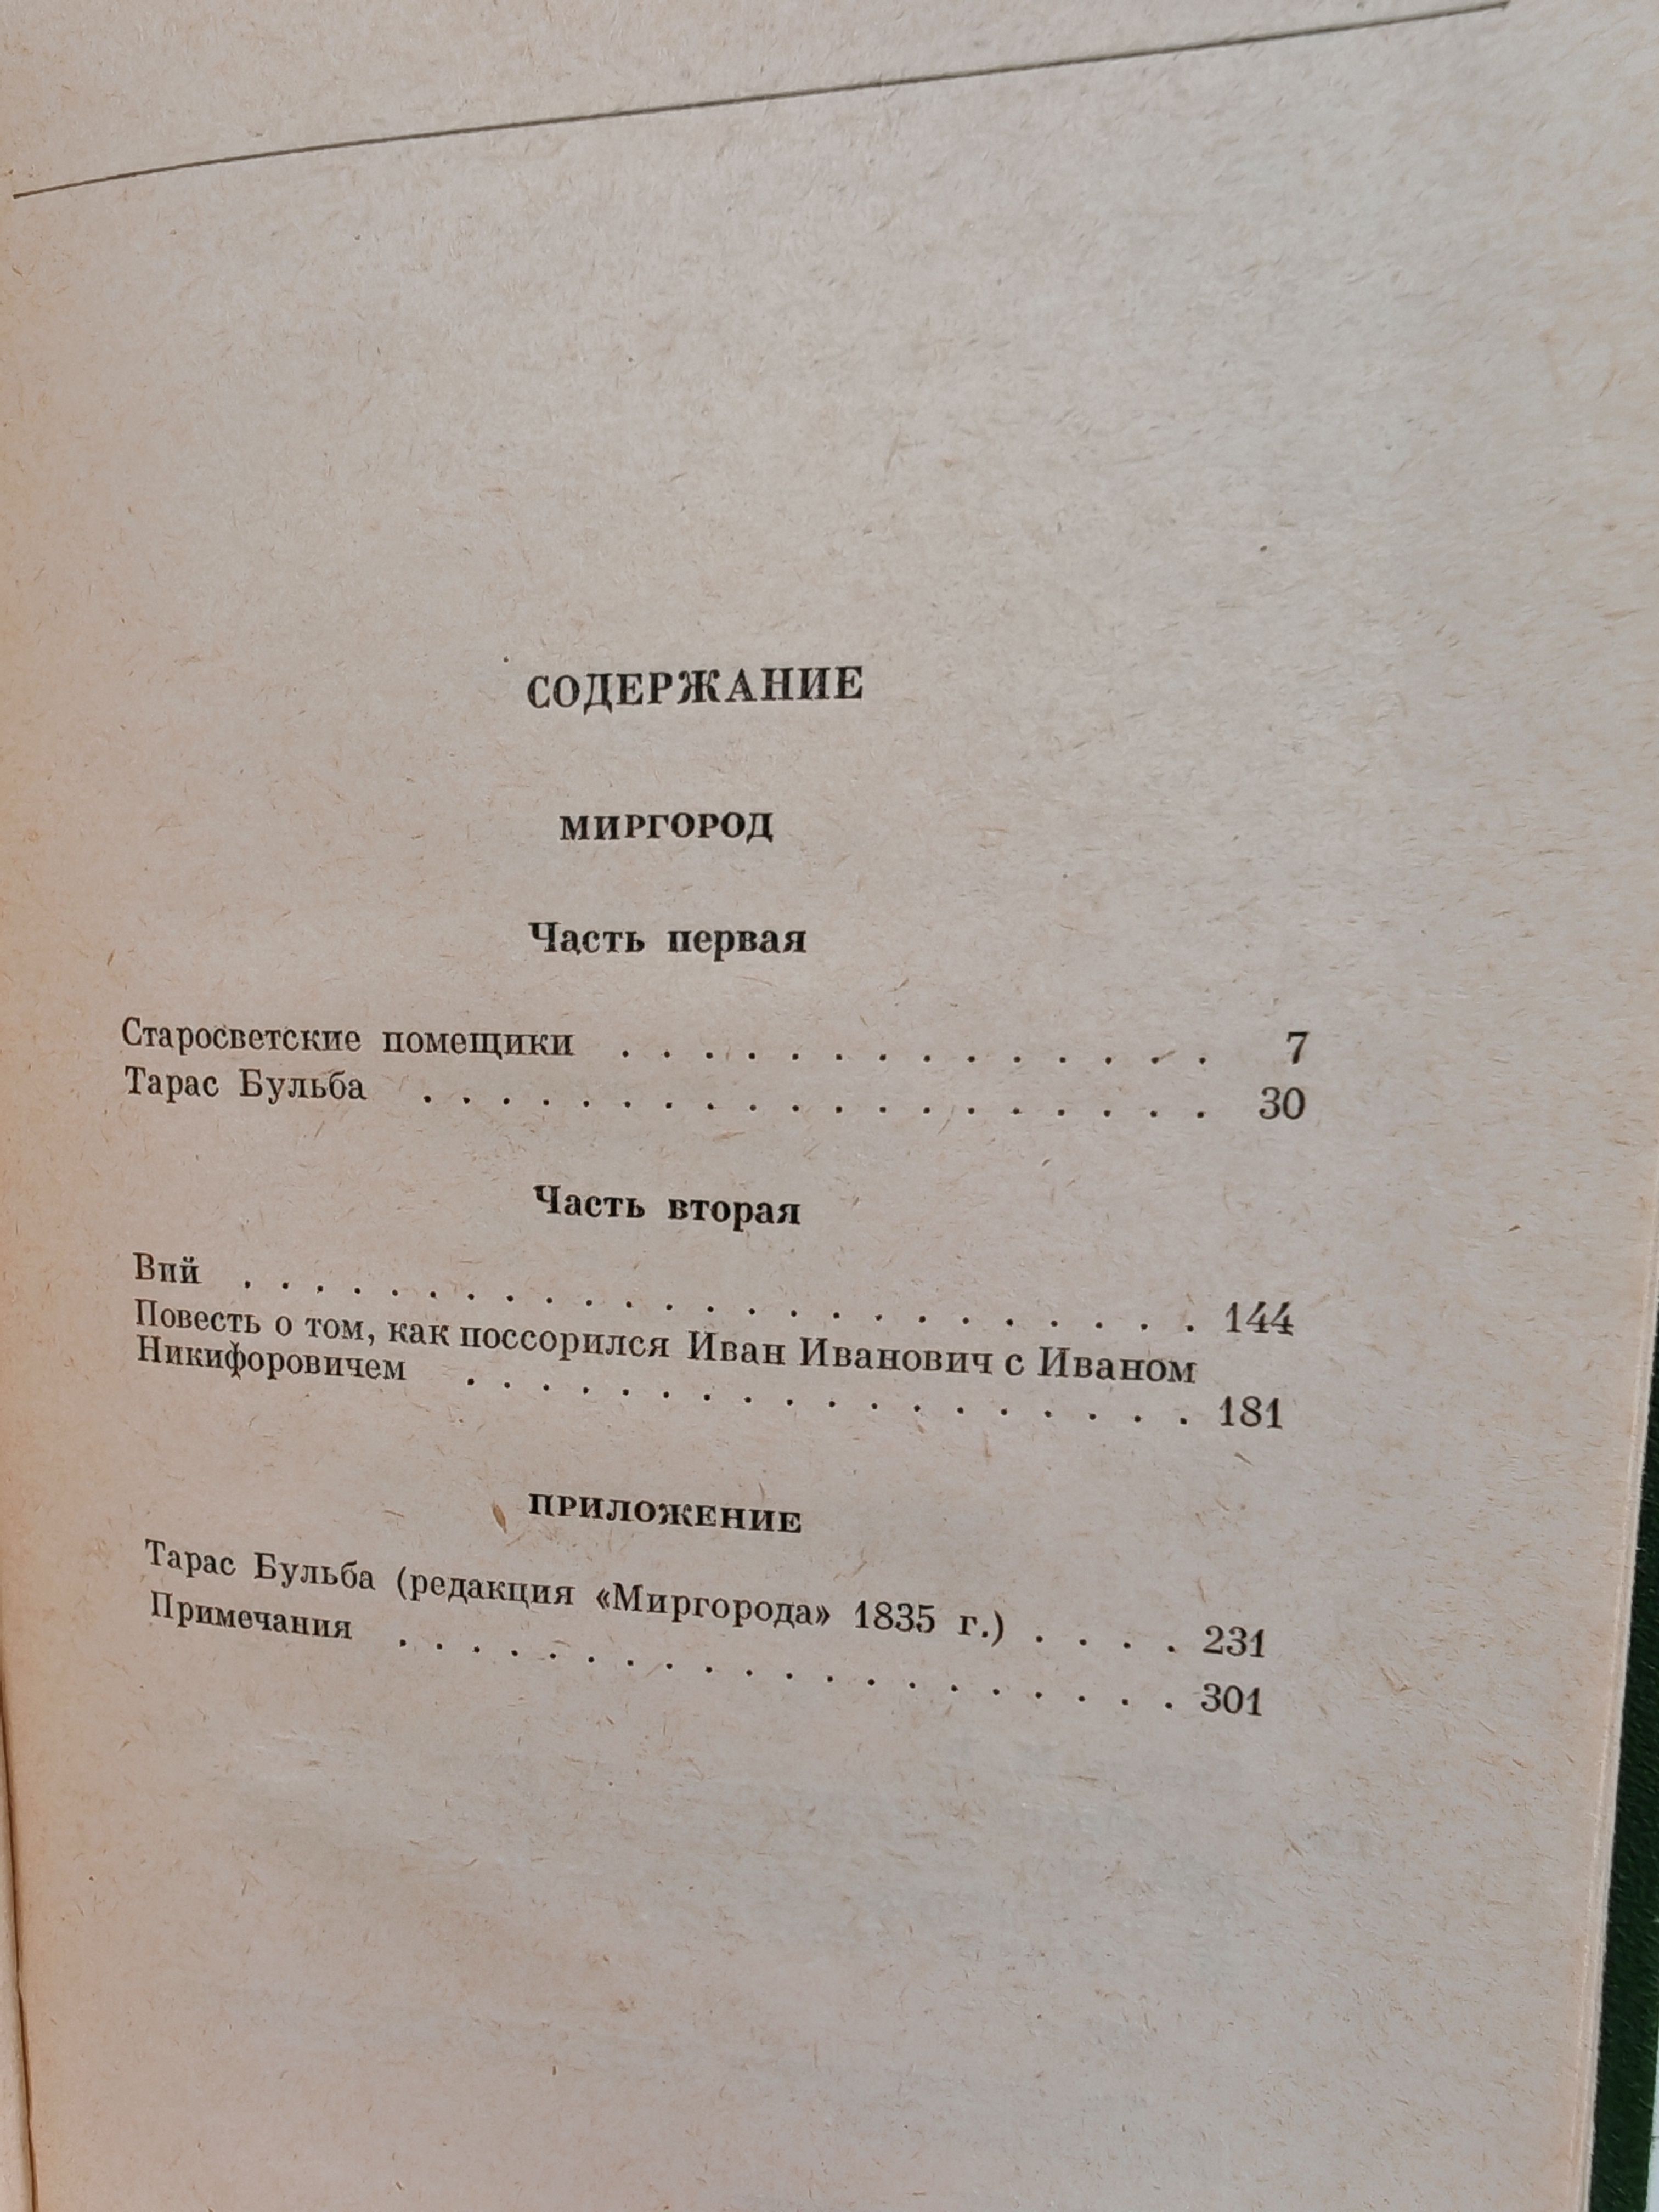 СОДЕРЖАНИЕ
МИРГОРОД
Часть первая
Старосветские помещики . . . . . . . . . . . . . . . 7
Тарас Бульба . . . . . . . . . . . . . . . . . . . . 30
Часть вторая
Вий . . . . . . . . . . . . . . . . . . . . . . . . 144
Повесть о том, как поссорился Иван Иванович с Иваном
Никифоровичем . . . . . . . . . . . . . . . . . . 181
ПРИЛОЖЕНИЕ
Тарас Бульба (редакция «Миргорода» 1835 г.) . . . . 231
Примечания . . . . . . . . . . . . . . . . . . . . 301